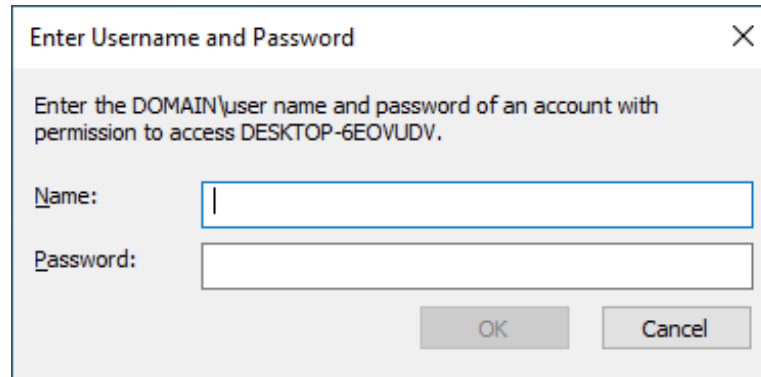 Enter Username and Password
Enter the DOMAIN\user name and password of an account with
permission to access DESKTOP-6EOVUDV.
Name:
Password:
OK Cancel